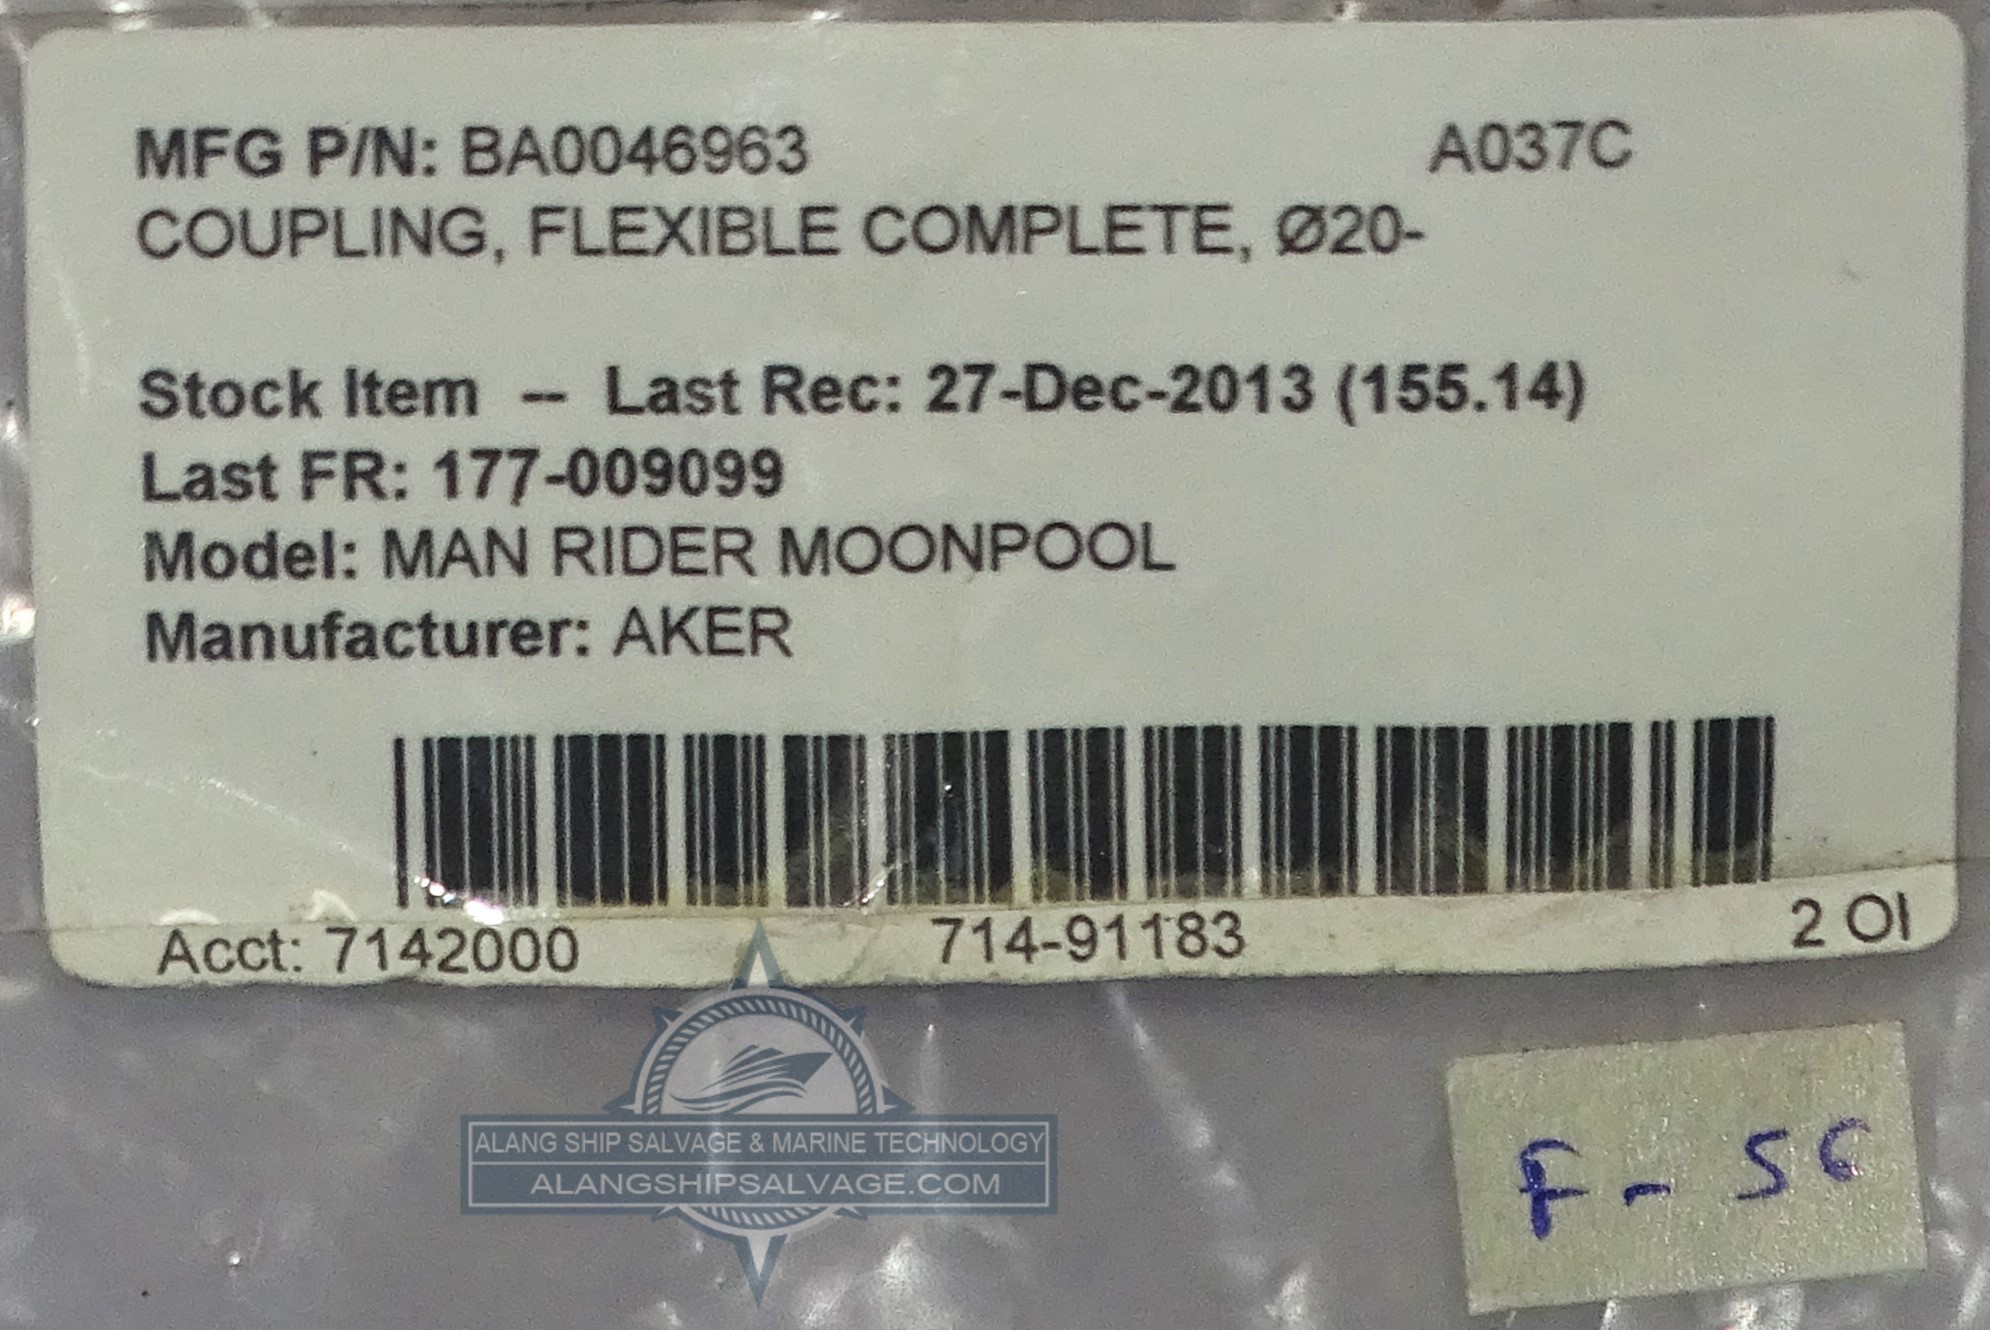 MFG P/N: BA0046963 A037C
COUPLING, FLEXIBLE COMPLETE, Ø20-
Stock Item -- Last Rec: 27-Dec-2013 (155.14)
Last FR: 177-009099
Model: MAN RIDER MOONPOOL
Manufacturer: AKER
Acct: 7142000 714-91183 2 OI
ALANG SHIP SALVAGE & MARINE TECHNOLOGY
ALANGSHIPSALVAGE.COM